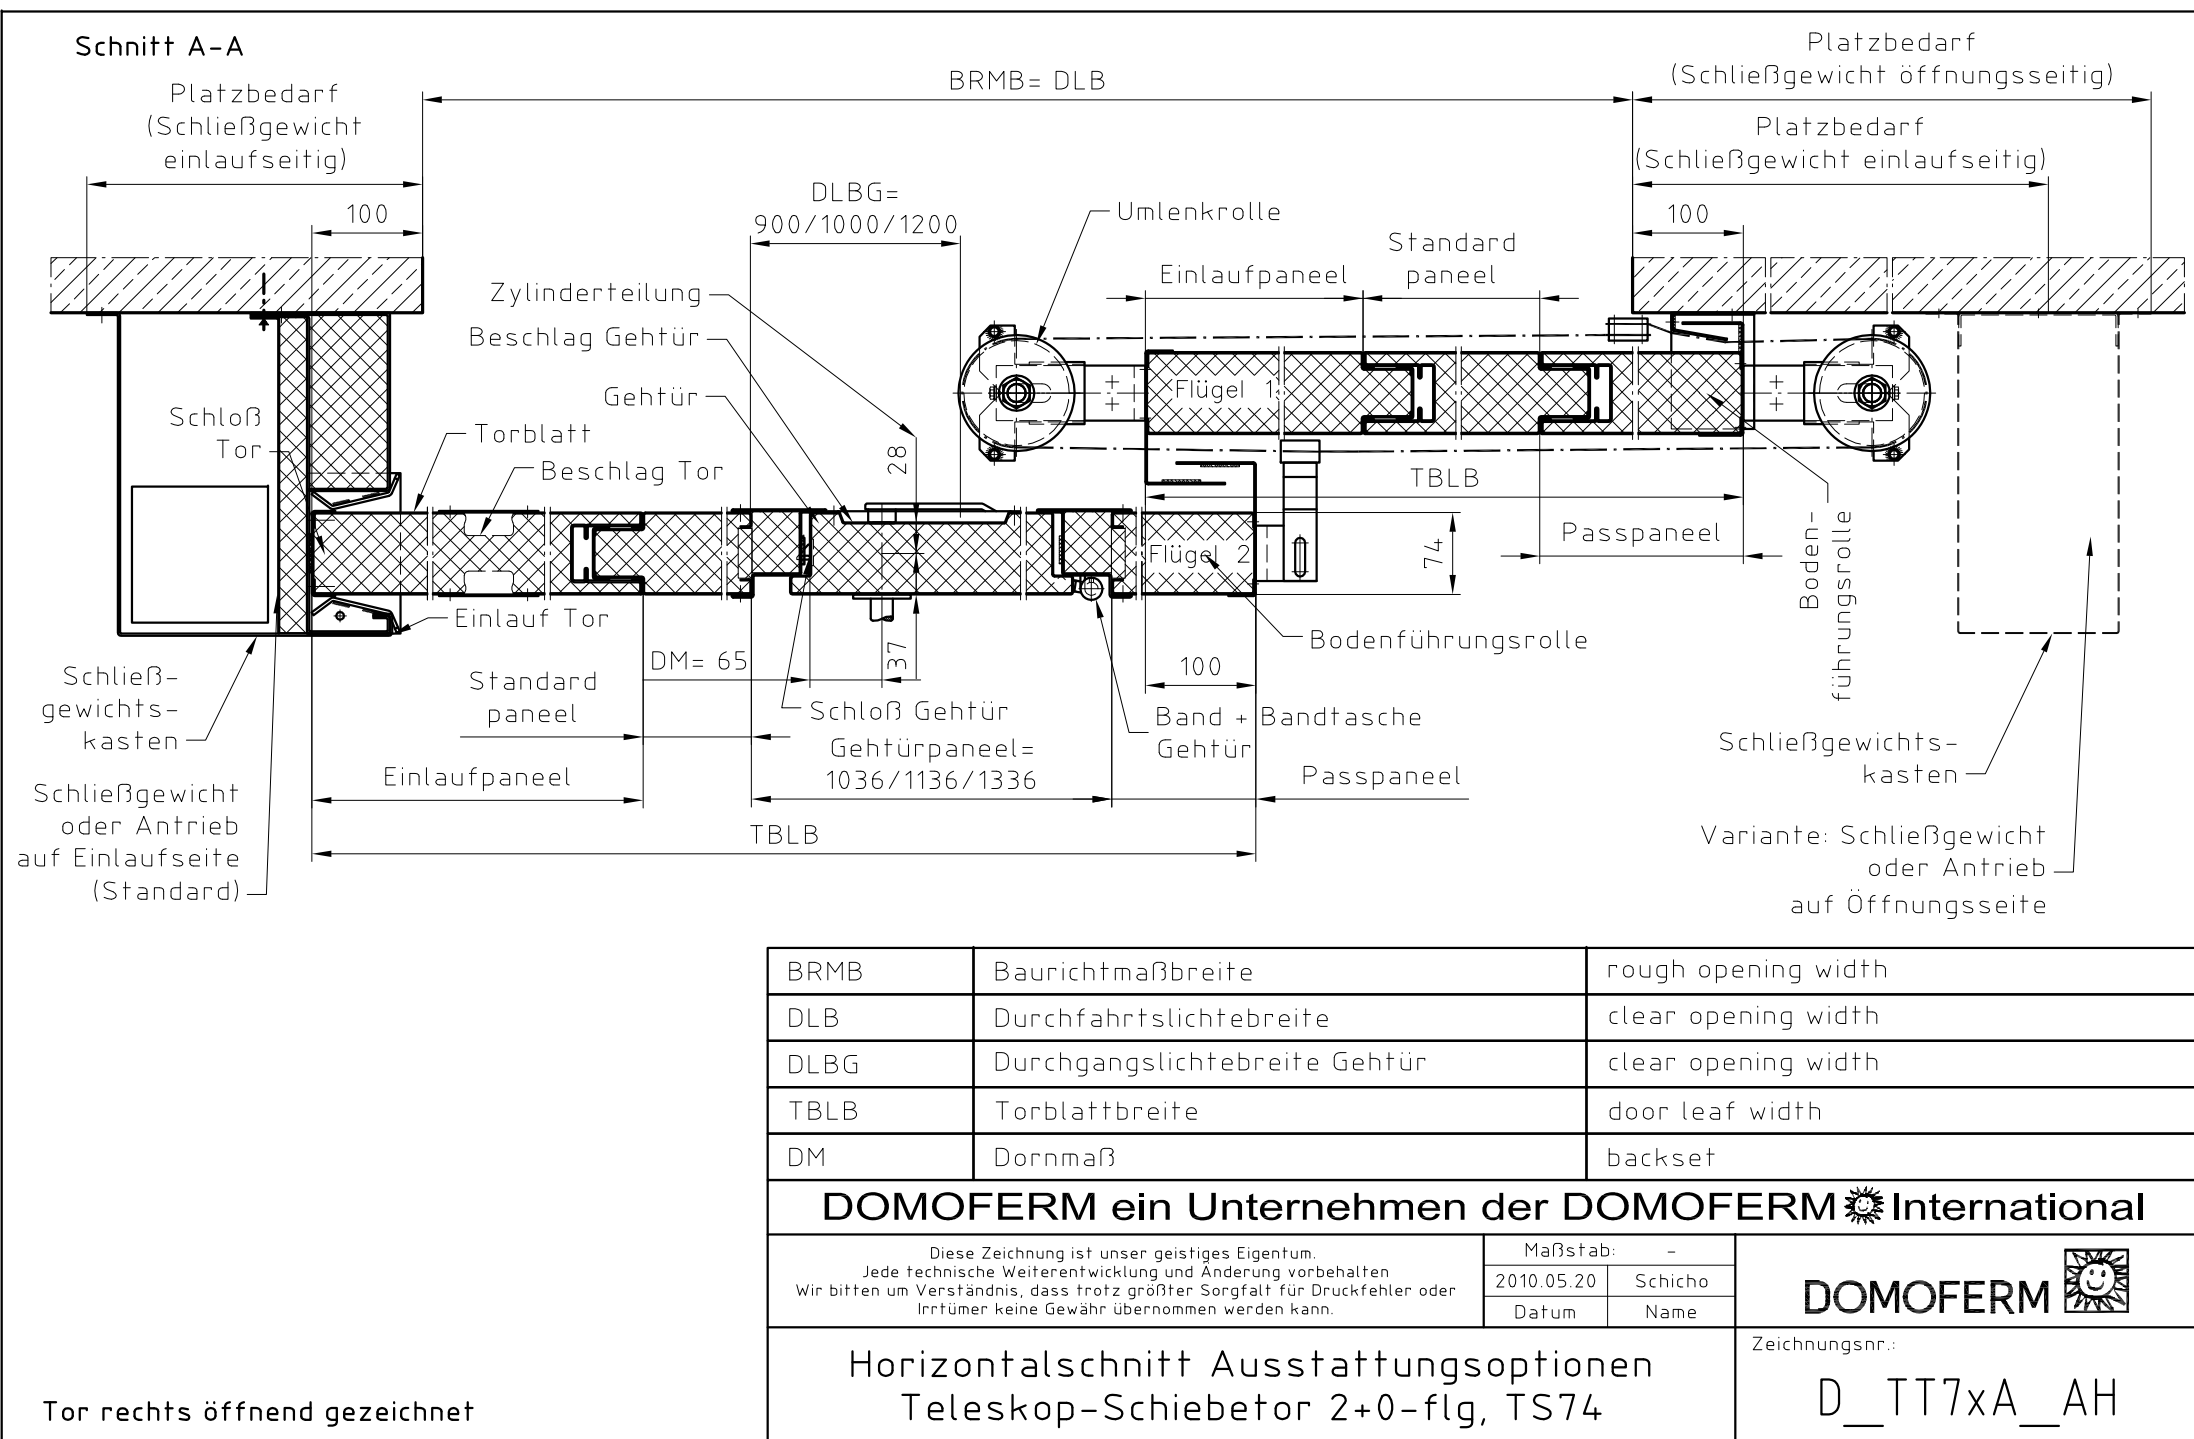 Schnitt A-A
Platzbedarf
(Schließgewicht
einlaufseitig)
100
BRMB= DLB
Platzbedarf
(Schließgewicht öffnungsseitig)
Platzbedarf
(Schließgewicht einlaufseitig)
100
DLBG=
900/1000/1200
Umlenkrolle
Einlaufpaneel
Standard
paneel
Zylinderteilung
Beschlag Gehtür
Gehtür
Schloß
Tor
Torblatt
Beschlag Tor
28
Flügel 1
TBLB
Passpaneel
Boden-
führungsrolle
74
Flügel 2
Einlauf Tor
Bodenführungsrolle
DM= 65
37
100
Schließ-
gewichts-
kasten
Standard
paneel
Schloß Gehtür
Gehtürpaneel=
1036/1136/1336
Band + Bandtasche
Gehtür
Einlaufpaneel
Passpaneel
TBLB
Schließgewicht
oder Antrieb
auf Einlaufseite
(Standard)
Schließgewichts-
kasten
Variante: Schließgewicht
oder Antrieb
auf Öffnungsseite
BRMB Baurichtmaßbreite rough opening width
DLB Durchfahrtslichtebreite clear opening width
DLBG Durchgangslichtebreite Gehtür clear opening width
TBLB Torblattbreite door leaf width
DM Dornmaß backset
DOMOFERM ein Unternehmen der DOMOFERM International
Diese Zeichnung ist unser geistiges Eigentum.
Jede technische Weiterentwicklung und Änderung vorbehalten
Wir bitten um Verständnis, dass trotz größter Sorgfalt für Druckfehler oder
Irrtümer keine Gewähr übernommen werden kann.
Maßstab: -
2010.05.20 Schicho
Datum Name
DOMOFERM
Horizontalschnitt Ausstattungsoptionen
Teleskop-Schiebetor 2+0-flg, TS74
Zeichnungsnr.:
D__TT7xA__AH
Tor rechts öffnend gezeichnet